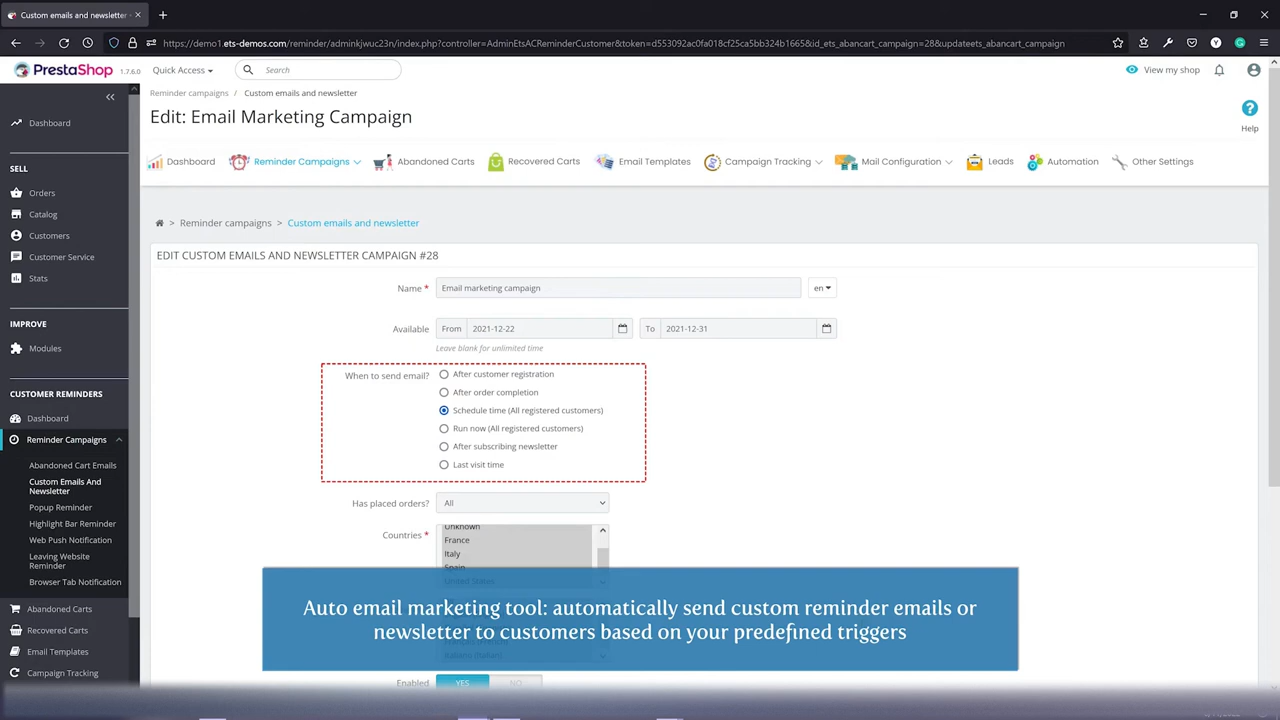 Custom emails and newsletter •
https://demo1.ets-demos.com/reminder/adminkjwuc23n/index.php?controller=AdminEtsACReminderCustomer&token=d553092ac0fa018cf25ca5bb324b1665&id_ets_abancart_campaign=28&updateets_abancart_campaign
PrestaShop 1.7.6.0
Quick Access
Search
View my shop
Reminder campaigns / Custom emails and newsletter
Edit: Email Marketing Campaign
Help
Dashboard
Reminder Campaigns
Abandoned Carts
Recovered Carts
Email Templates
Campaign Tracking
Mail Configuration
Leads
Automation
Other Settings
Dashboard
SELL
Orders
Catalog
Customers
Customer Service
Stats
IMPROVE
Modules
CUSTOMER REMINDERS
Dashboard
Reminder Campaigns
Abandoned Cart Emails
Custom Emails And
Newsletter
Popup Reminder
Highlight Bar Reminder
Web Push Notification
Leaving Website
Reminder
Browser Tab Notification
Abandoned Carts
Recovered Carts
Email Templates
Campaign Tracking
> Reminder campaigns > Custom emails and newsletter
EDIT CUSTOM EMAILS AND NEWSLETTER CAMPAIGN #28
Name * Email marketing campaign en
Available From 2021-12-22 To 2021-12-31
Leave blank for unlimited time
When to send email? After customer registration
After order completion
Schedule time (All registered customers)
Run now (All registered customers)
After subscribing newsletter
Last visit time
Has placed orders? All
Countries * Unknown
France
Italy
Spain
United States
Auto email marketing tool: automatically send custom reminder emails or
newsletter to customers based on your predefined triggers
Italiano (Italian)
Enabled YES NO